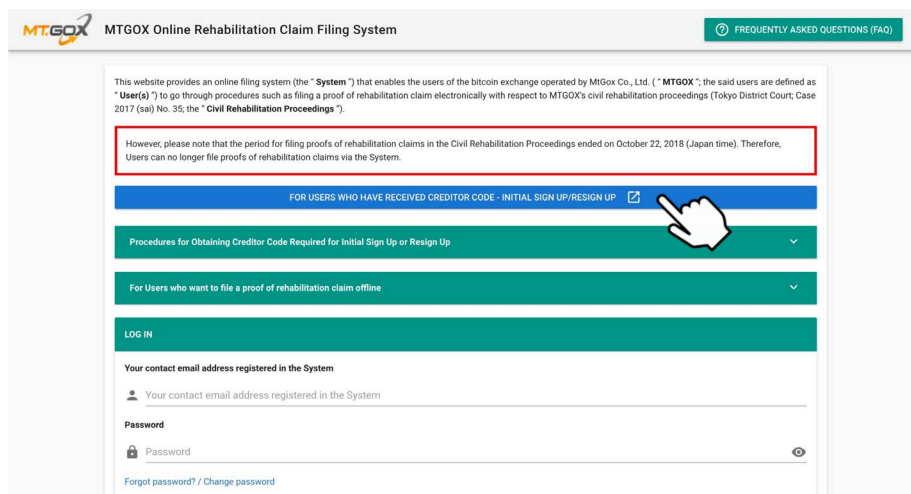 MT.GOX MTGOX Online Rehabilitation Claim Filing System
FREQUENTLY ASKED QUESTIONS (FAQ)
This website provides an online filing system (the " System ") that enables the users of the bitcoin exchange operated by MtGox Co., Ltd. ( " MTGOX "; the said users are defined as
" User(s) ") to go through procedures such as filing a proof of rehabilitation claim electronically with respect to MTGOX's civil rehabilitation proceedings (Tokyo District Court; Case
2017 (sai) No. 35; the " Civil Rehabilitation Proceedings ").
However, please note that the period for filing proofs of rehabilitation claims in the Civil Rehabilitation Proceedings ended on October 22, 2018 (Japan time). Therefore,
Users can no longer file proofs of rehabilitation claims via the System.
FOR USERS WHO HAVE RECEIVED CREDITOR CODE - INITIAL SIGN UP/RESIGN UP
Procedures for Obtaining Creditor Code Required for Initial Sign Up or Resign Up
For Users who want to file a proof of rehabilitation claim offline
LOG IN
Your contact email address registered in the System
Your contact email address registered in the System
Password
Password
Forgot password? / Change password